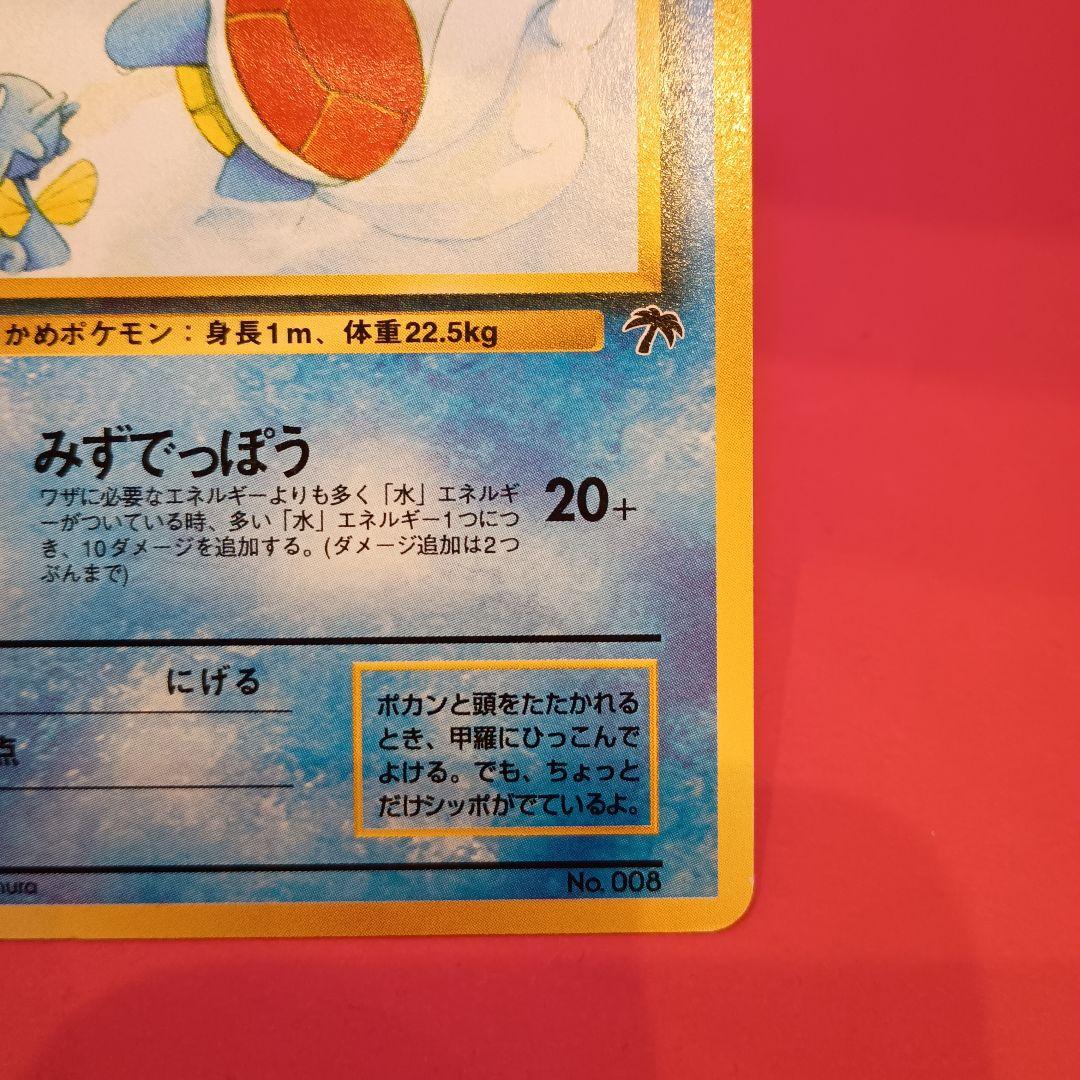 かめポケモン：身長1m、体重22.5kg
みずでっぽう
20+
ワザに必要なエネルギーよりも多く「水」エネルギ
ーがついている時、多い「水」エネルギー1つにつ
き、10ダメージを追加する。(ダメージ追加は2つ
ぶんまで)
にげる
点
ポカンと頭をたたかれる
とき、甲羅にひっこんで
よける。でも、ちょっと
だけシッポがでているよ。
No. 008